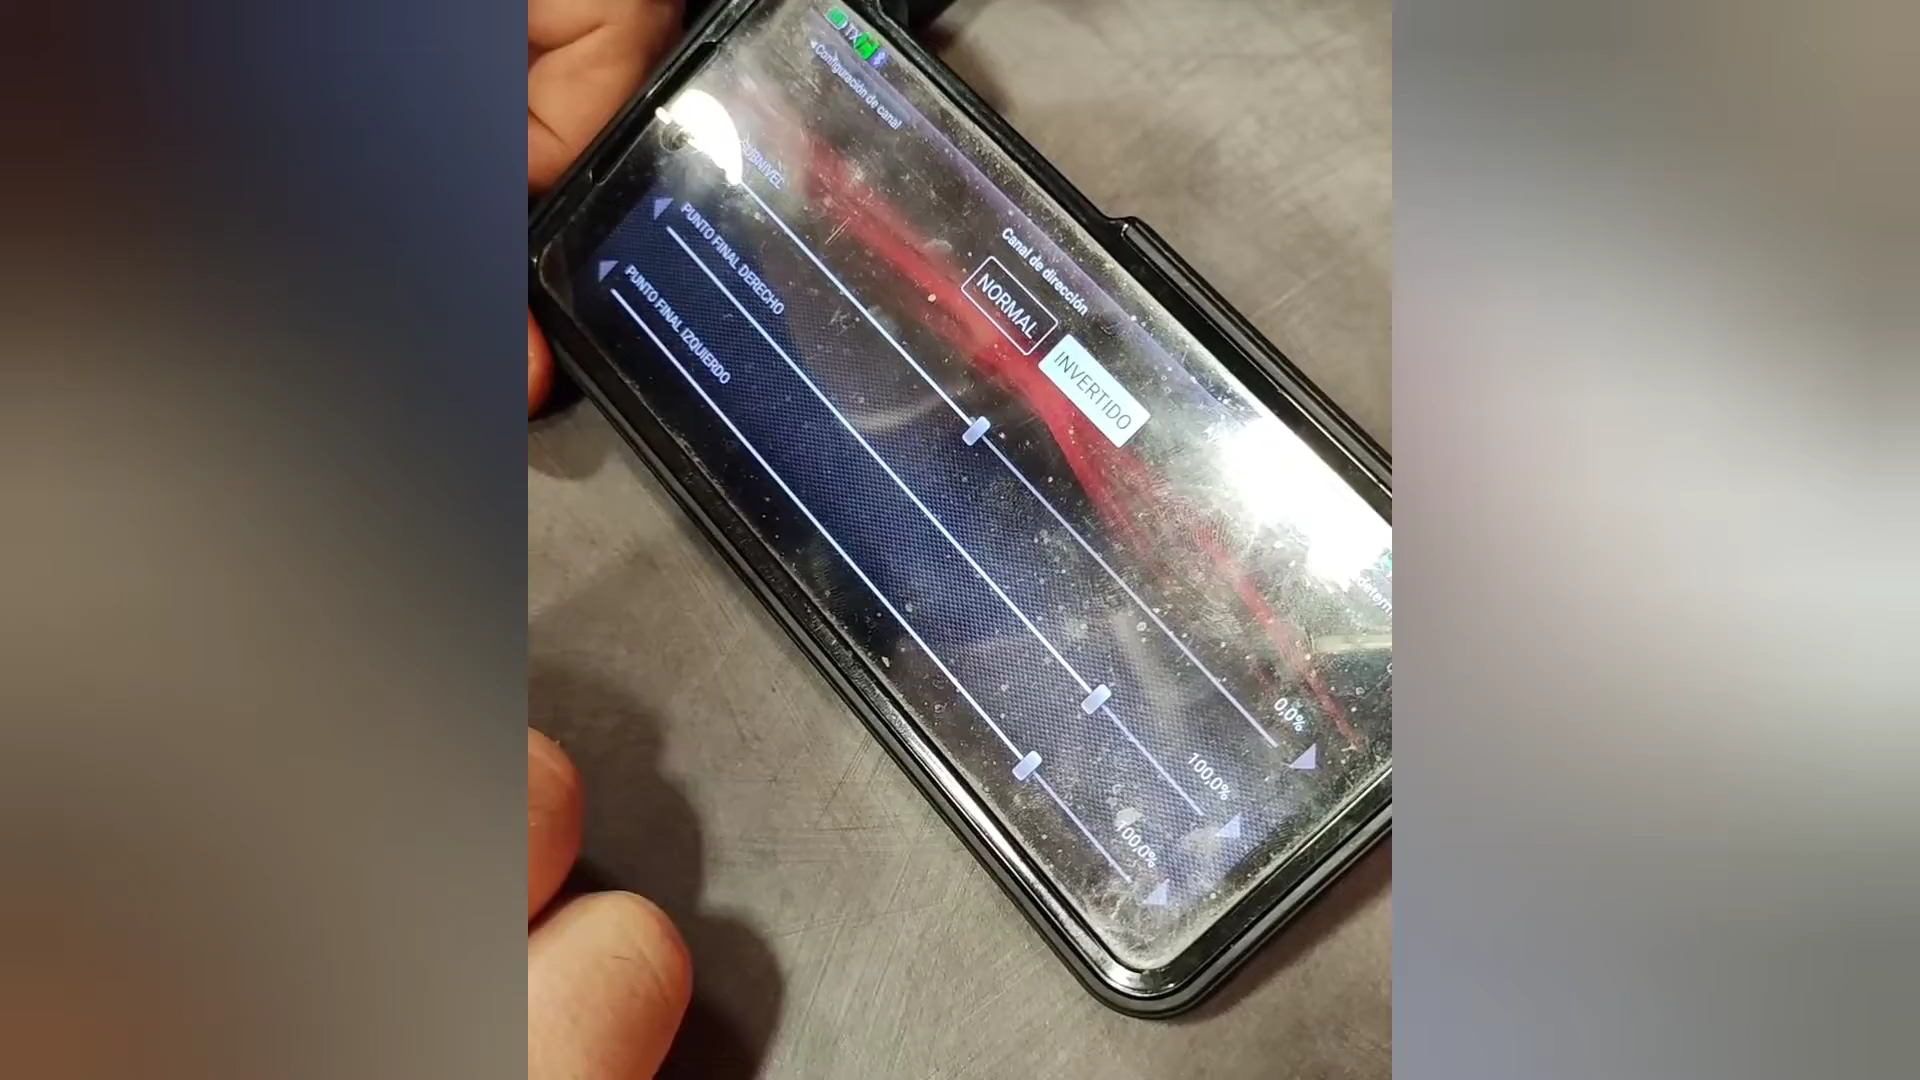 TX
Configuración de canal
Canal de dirección
NORMAL
INVERTIDO
SUBNIVEL
0,0%
PUNTO FINAL DERECHO
100,0%
PUNTO FINAL IZQUIERDO
100,0%